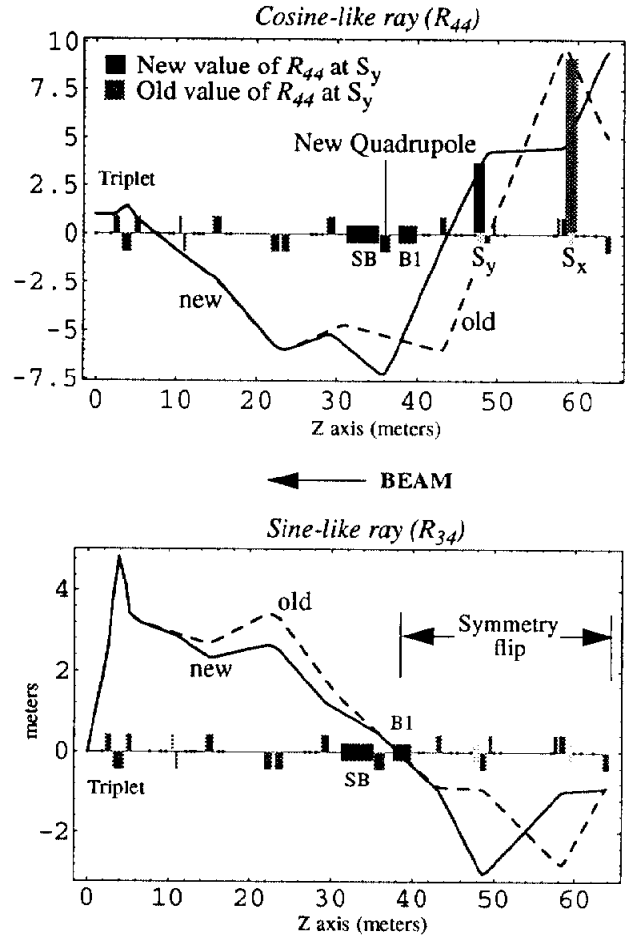 Cosine-like ray (R44)
10
7.5
5
2.5
0
-2.5
-5
-7.5
New value of R44 at Sy
Old value of R44 at Sy
New Quadrupole
Triplet
SB
B1
Sy
Sx
new
old
0 10 20 30 40 50 60
Z axis (meters)
BEAM
Sine-like ray (R34)
4
2
0
-2
meters
old
new
Symmetry
flip
B1
SB
Triplet
0 10 20 30 40 50 60
Z axis (meters)